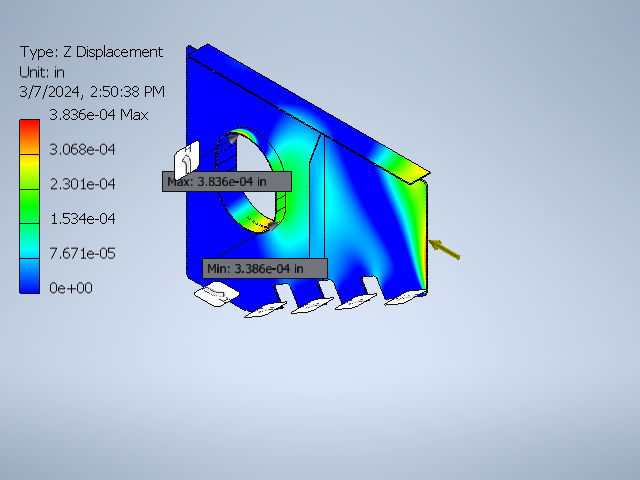 Type: Z Displacement
Unit: in
3/7/2024, 2:50:38 PM
3.836e-04 Max
3.068e-04
2.301e-04
1.534e-04
7.671e-05
0e+00
Max: 3.836e-04 in
Min: 3.386e-04 in